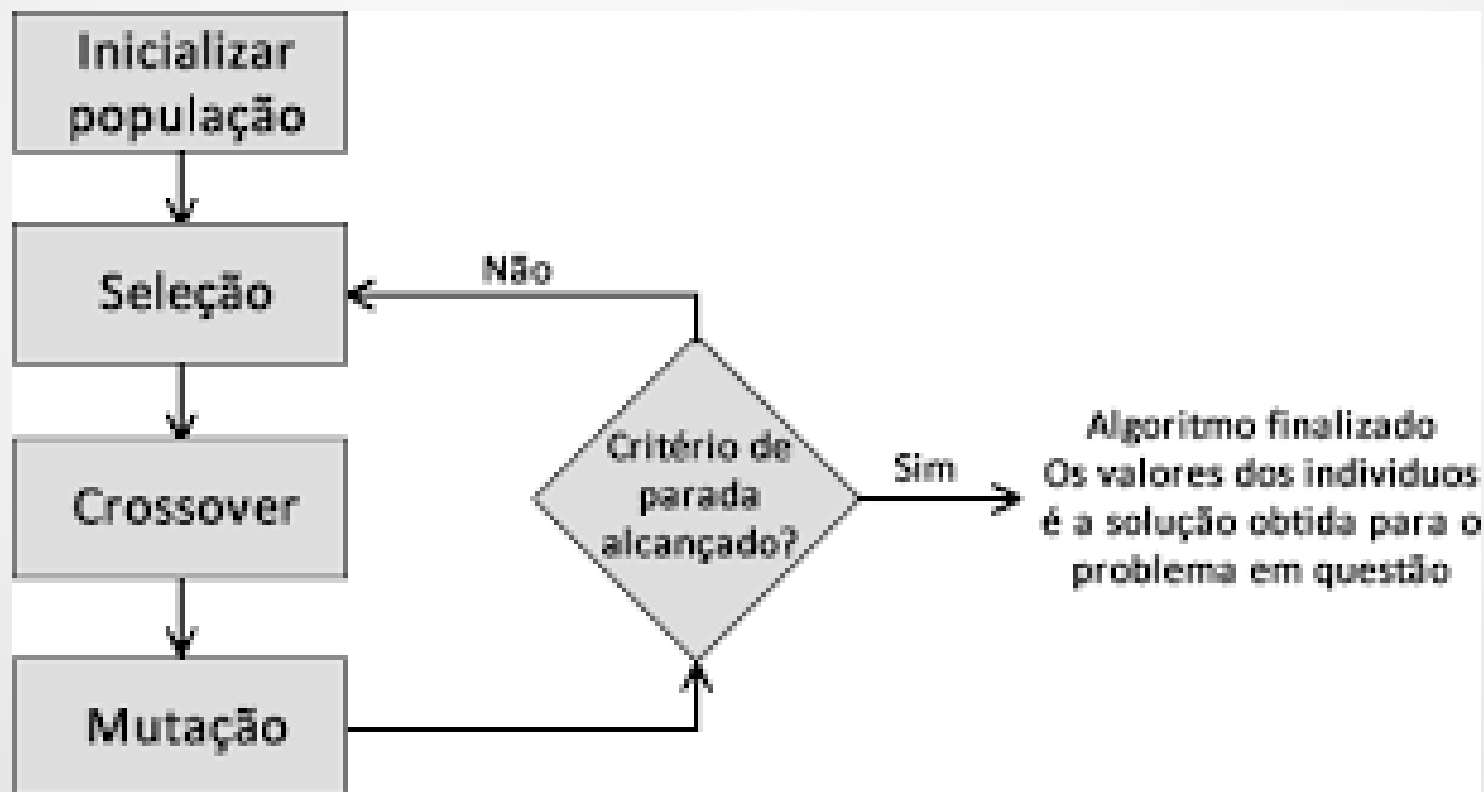 Inicializar
população
Seleção
Não
Crossover
Critério de
parada
alcançado?
Sim
Algoritmo finalizado
Os valores dos individuos
é a solução obtida para o
problema em questão
Mutação